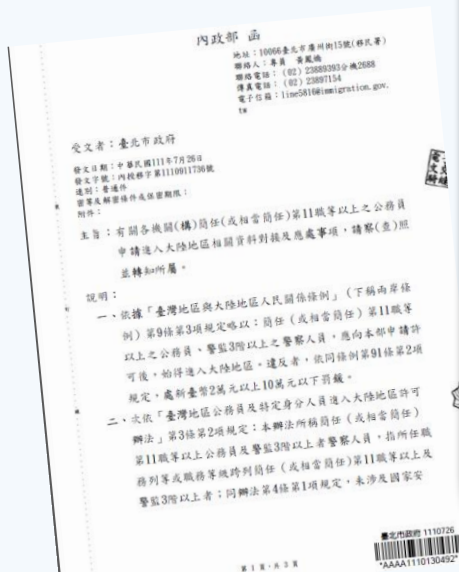 內政部 函
地址：10066臺北市廣州街15號(移民署)
聯絡人：專員 黃鳳嬌
聯絡電話：(02) 23889393分機2688
傳真電話：(02) 23897154
電子信箱：line5816@immigration.gov.
tw
受文者：臺北市政府
發文日期：中華民國111年7月26日
發文字號：內授移字第1110911736號
速別：普通件
密等及解密條件或保密期限：
附件：
主旨：有關各機關(構)簡任(或相當簡任)第11職等以上之公務員
申請進入大陸地區相關資料對接及應處事項，請察(查)照
並轉知所屬。
說明：
一、依據「臺灣地區與大陸地區人民關係條例」(下稱兩岸條
例）第9條第3項規定略以：簡任（或相當簡任）第11職等
以上之公務員、警監3階以上之警察人員，應向本部申請許
可後，始得進入大陸地區。違反者，依同條例第91條第2項
規定，處新臺幣2萬元以上10萬元以下罰鍰。
二、次依「臺灣地區公務員及特定身分人員進入大陸地區許可
辦法」第3條第2項規定：本辦法所稱簡任（或相當簡任）
第11職等以上公務員及警監3階以上者警察人員，指所任職
務列等或職務等級跨列簡任（或相當簡任)第11職等以上及
警監3階以上者；同辦法第4條第1項規定，未涉及國家安
第 1 頁，共 3 頁
臺北市政府 1110726
*AAAA1110130492*